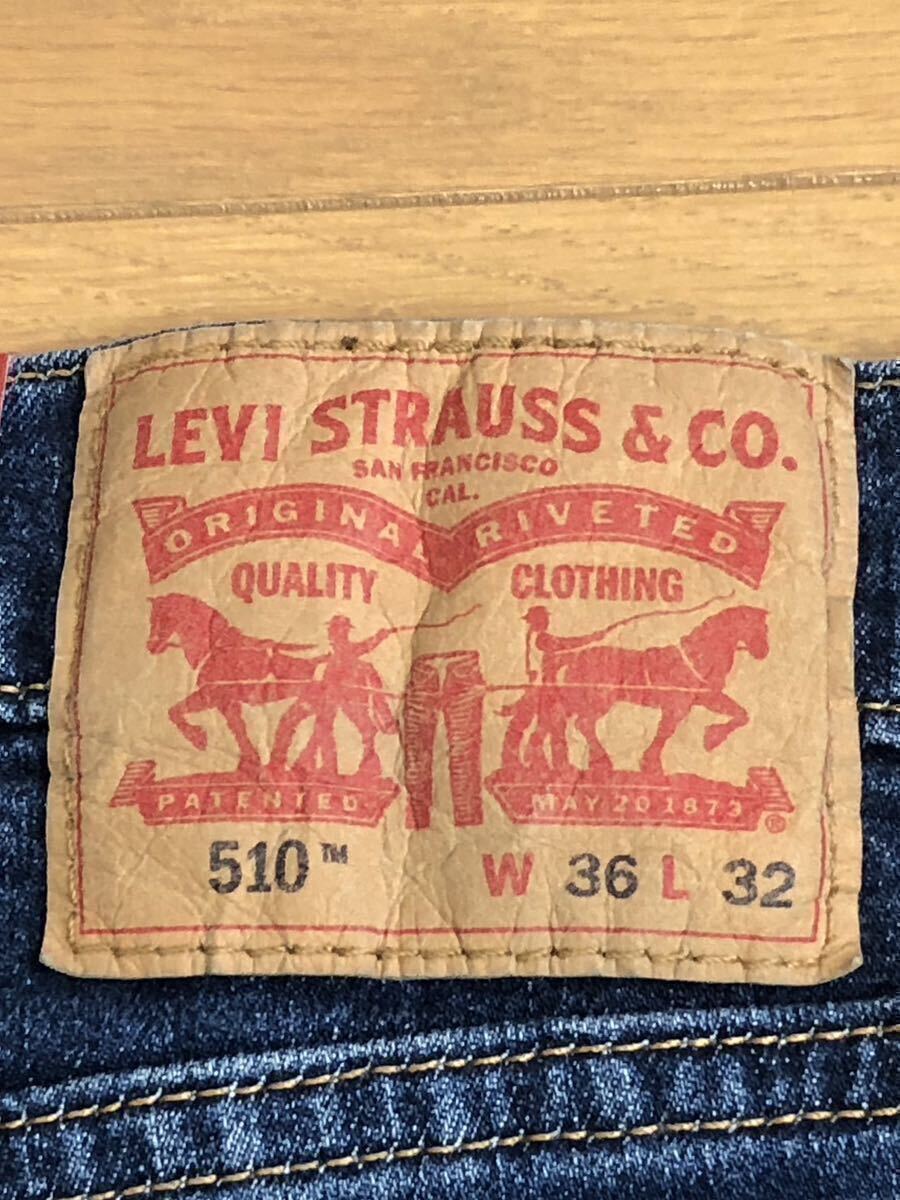 LEVI STRAUSS & CO.
SAN FRANCISCO
CAL.
ORIGINAL RIVETED
QUALITY CLOTHING
PATENTED MAY 20 1873 ®
510™ W 36 L 32